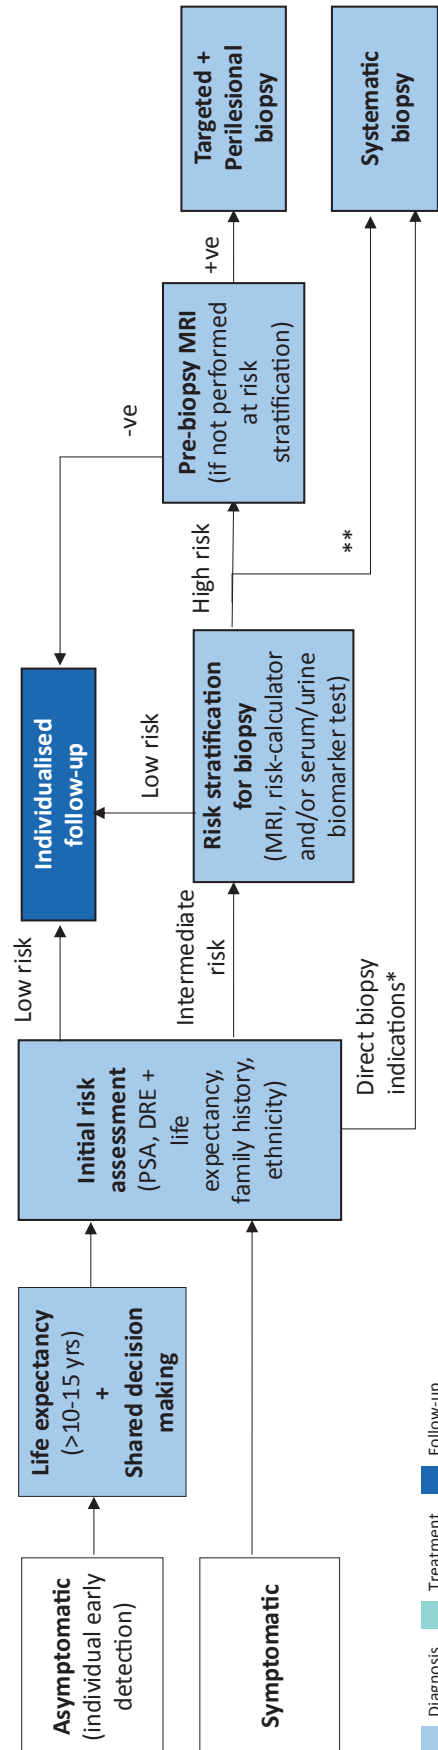 Asymptomatic
(individual early
detection)
Symptomatic
Life expectancy
(>10-15 yrs)
+
Shared decision
making
Initial risk
assessment
(PSA, DRE +
life
expectancy,
family history,
ethnicity)
Low risk
Intermediate
risk
Direct biopsy
indications*
Individualised
follow-up
Low risk
Risk stratification
for biopsy
(MRI, risk-calculator
and/or serum/urine
biomarker test)
High risk
**
-ve
Pre-biopsy MRI
(if not performed
at risk
stratification)
+ve
Targeted +
Perilesional
biopsy
Systematic
biopsy
Diagnosis
Treatment
Follow-up